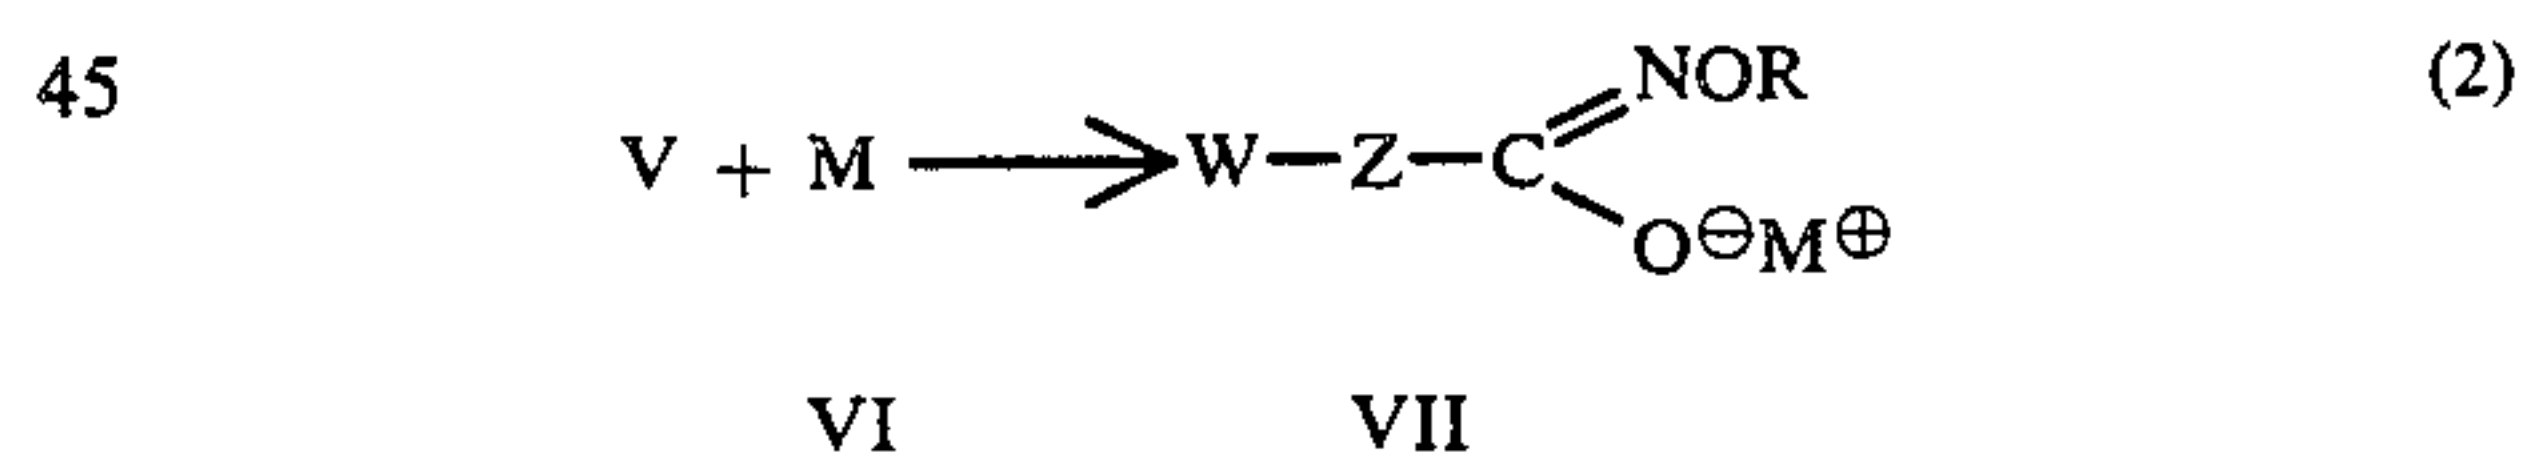 45 (2)
NOR
V + M W—Z—C
O⊖M⊕
VI VII